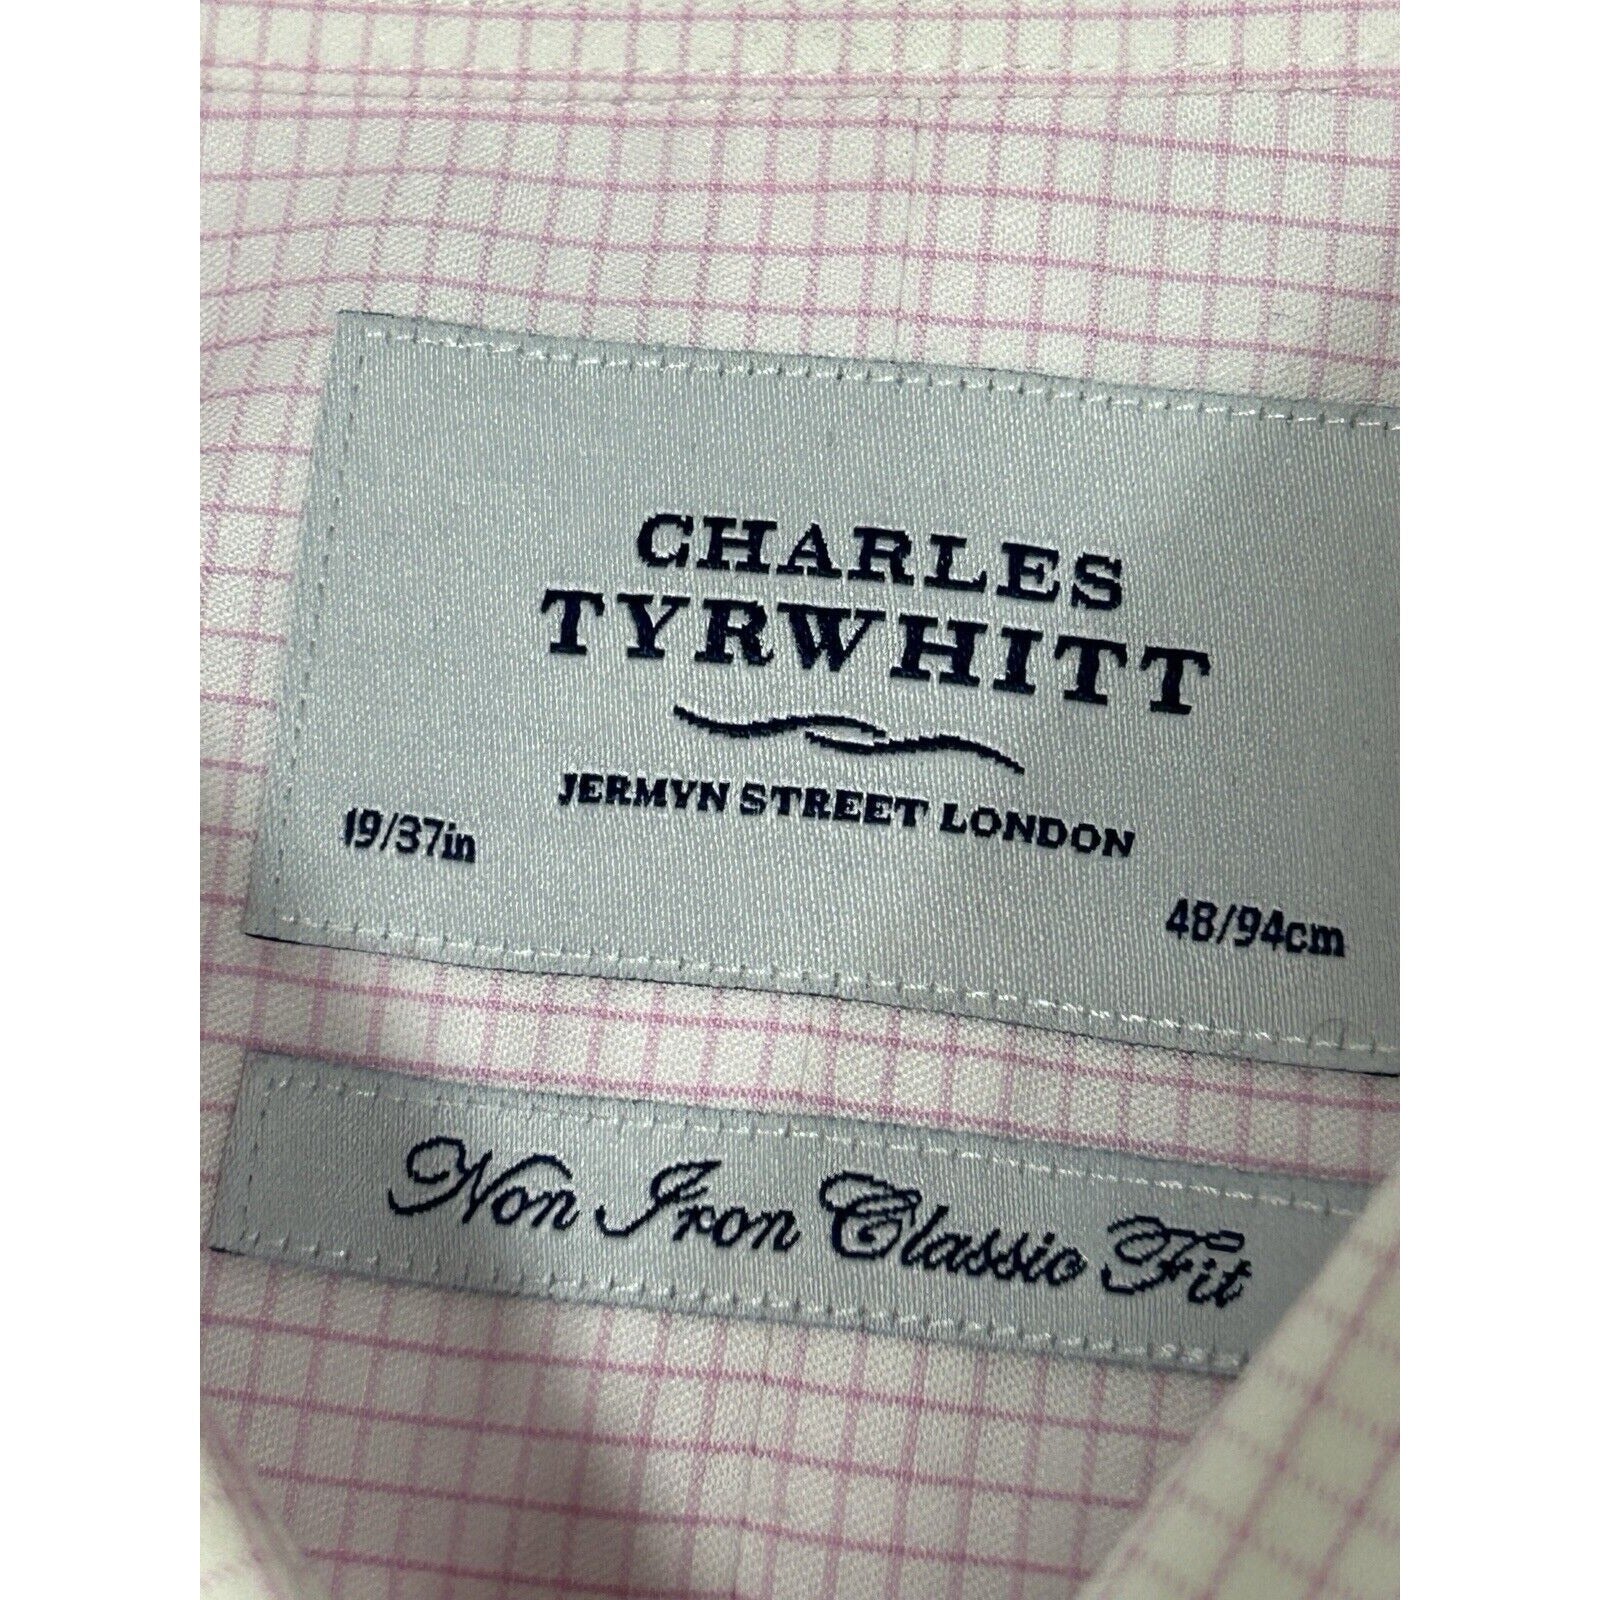 CHARLES
TYRWHITT
JERMYN STREET LONDON
19/37in
48/94cm
Non Iron Classic Fit